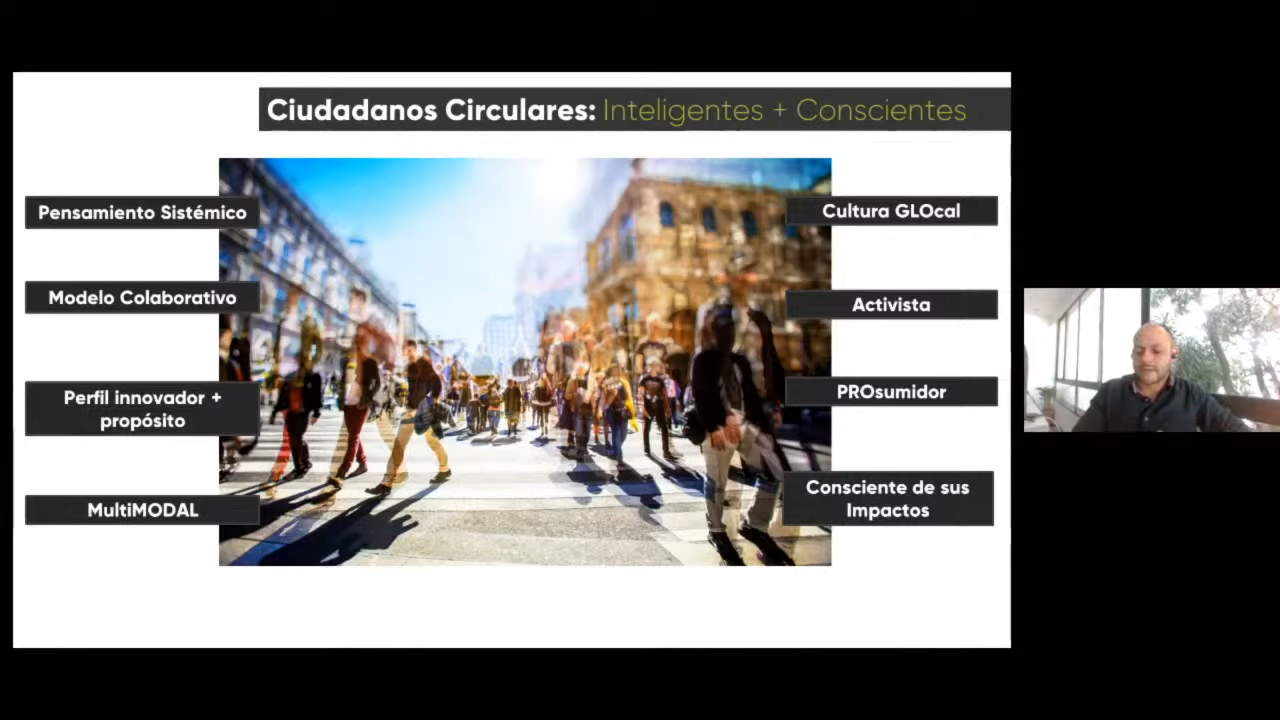 Ciudadanos Circulares: Inteligentes + Conscientes
Pensamiento Sistémico
Modelo Colaborativo
Perfil innovador +
propósito
MultiMODAL
Cultura GLOcal
Activista
PROsumidor
Consciente de sus
Impactos